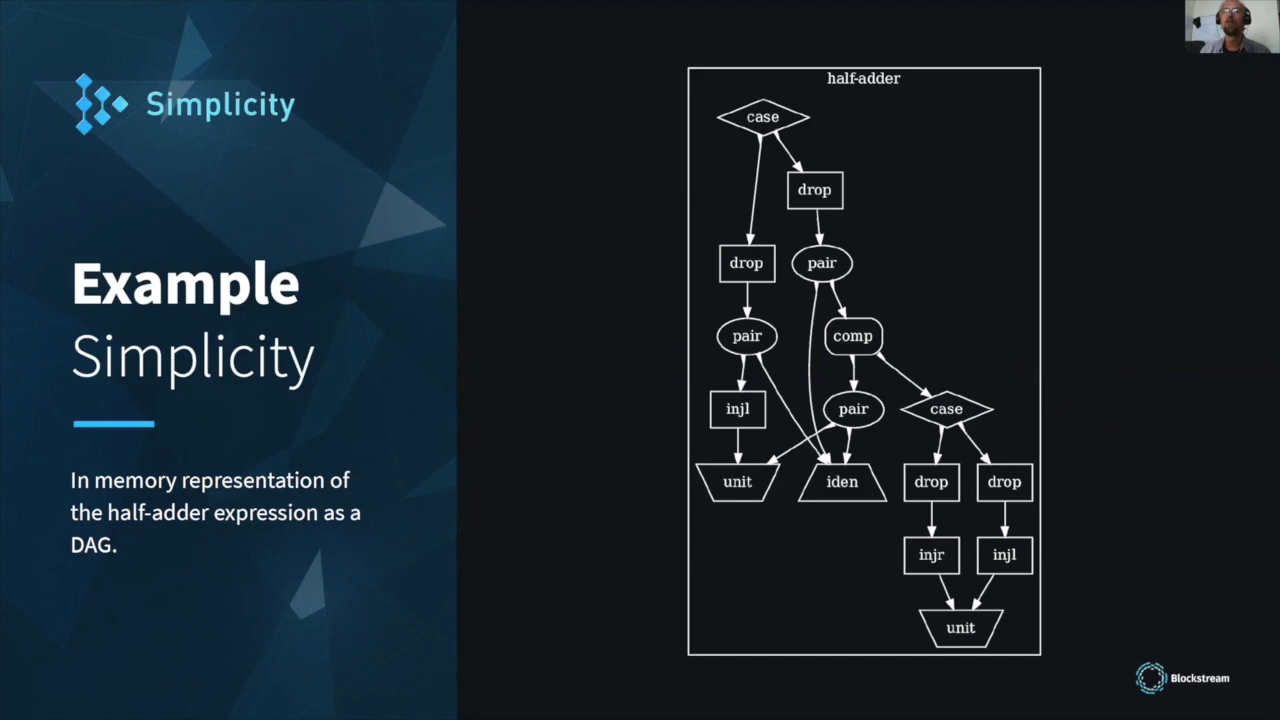 Simplicity
Example
Simplicity
In memory representation of
the half-adder expression as a
DAG.
half-adder
case
drop
drop
pair
pair
comp
injl
pair
case
unit
iden
drop
drop
injr
injl
unit
Blockstream